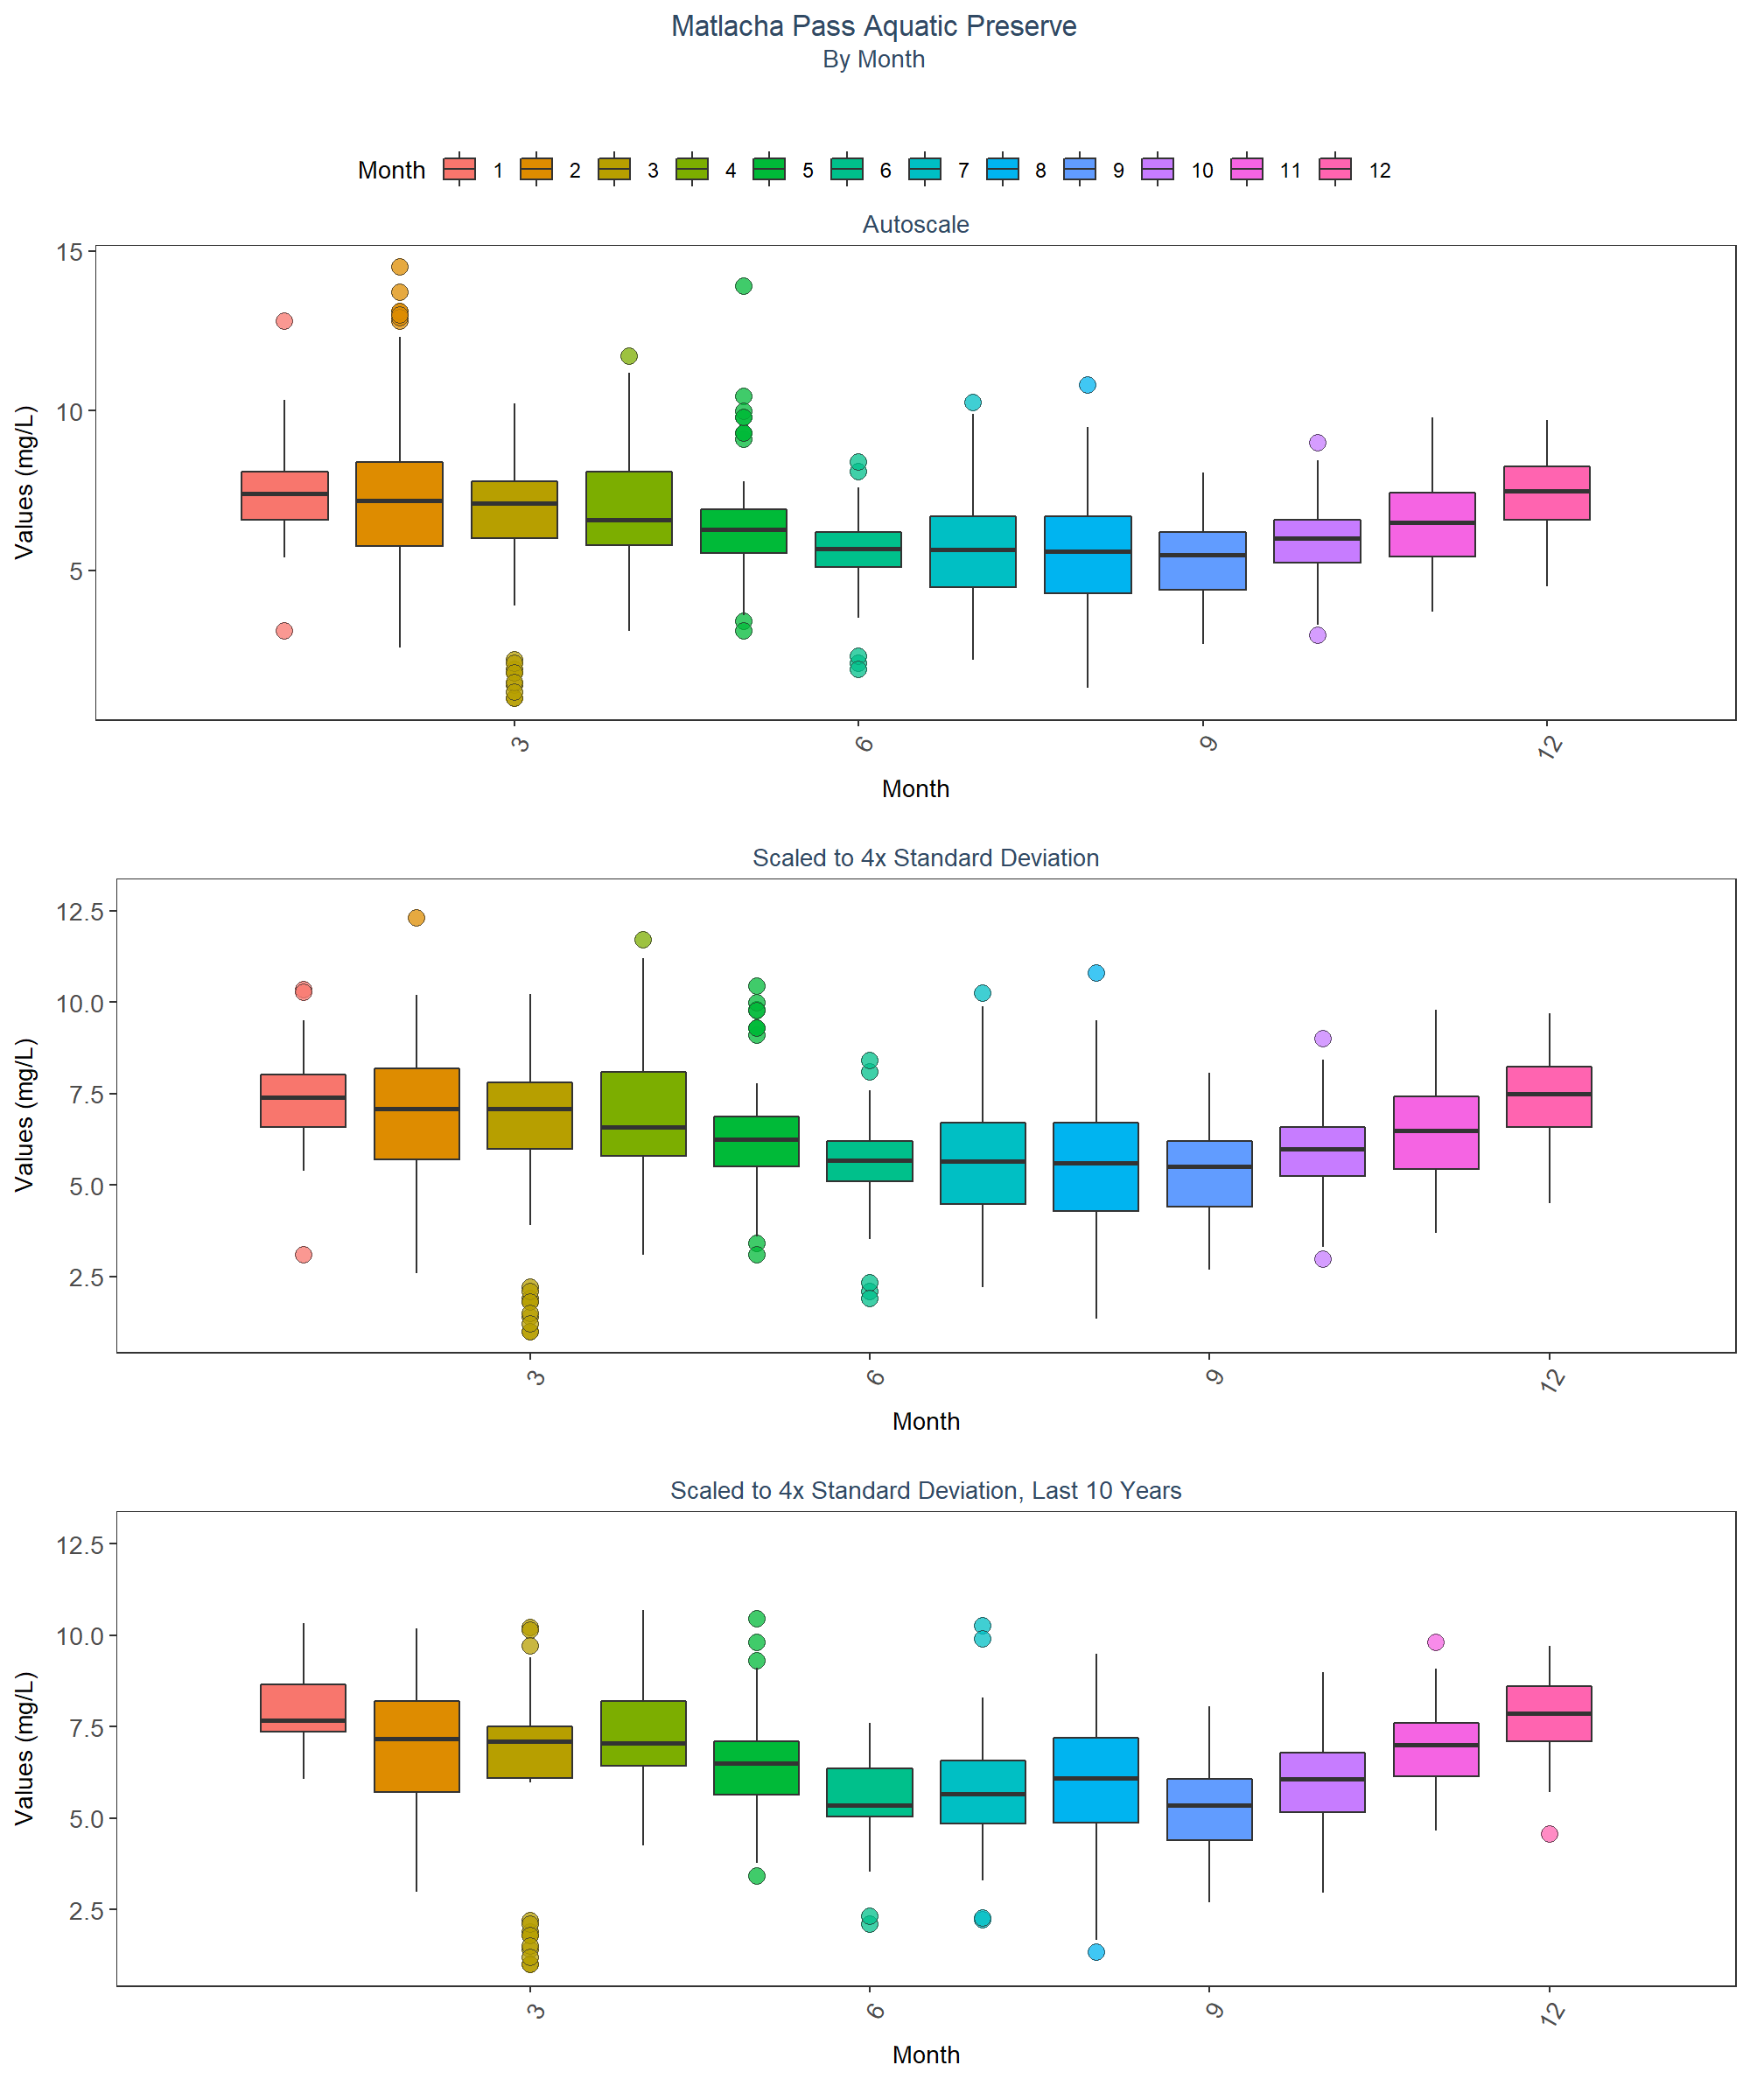 Matlacha Pass Aquatic Preserve
By Month
Month 1 2 3 4 5 6 7 8 9 10 11 12
Autoscale
Values (mg/L)
15
10
5
3 6 9 12
Month
Scaled to 4x Standard Deviation
Values (mg/L)
12.5
10.0
7.5
5.0
2.5
3 6 9 12
Month
Scaled to 4x Standard Deviation, Last 10 Years
Values (mg/L)
12.5
10.0
7.5
5.0
2.5
3 6 9 12
Month